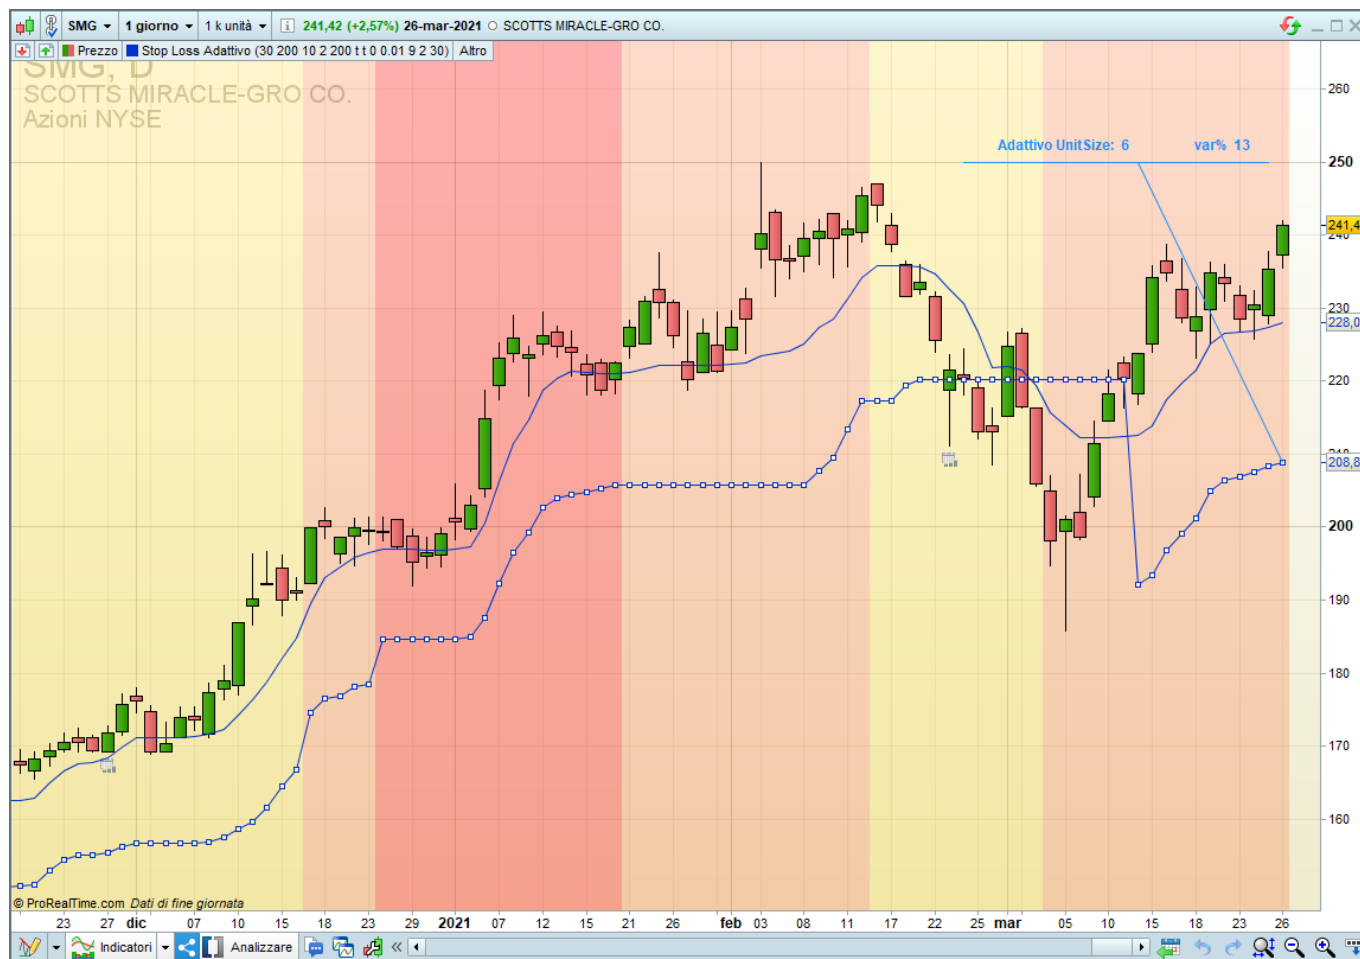 SMG 1 giorno 1 k unità 241,42 (+2,57%) 26-mar-2021 SCOTTS MIRACLE-GRO CO.
Prezzo Stop Loss Adattivo (30 200 10 2 200 t t 0 0.01 9 2 30) Altro
SMG, D
SCOTTS MIRACLE-GRO CO.
Azioni NYSE
260
Adattivo UnitSize: 6 var% 13
250
241,4
240
230
228,0
220
210
208,8
200
190
180
170
160
© ProRealTime.com Dati di fine giornata
23 27 dic 07 10 15 18 23 29 2021 07 12 15 21 26 feb 03 08 11 17 22 25 mar 05 10 15 18 23 26
Indicatori Analizzare